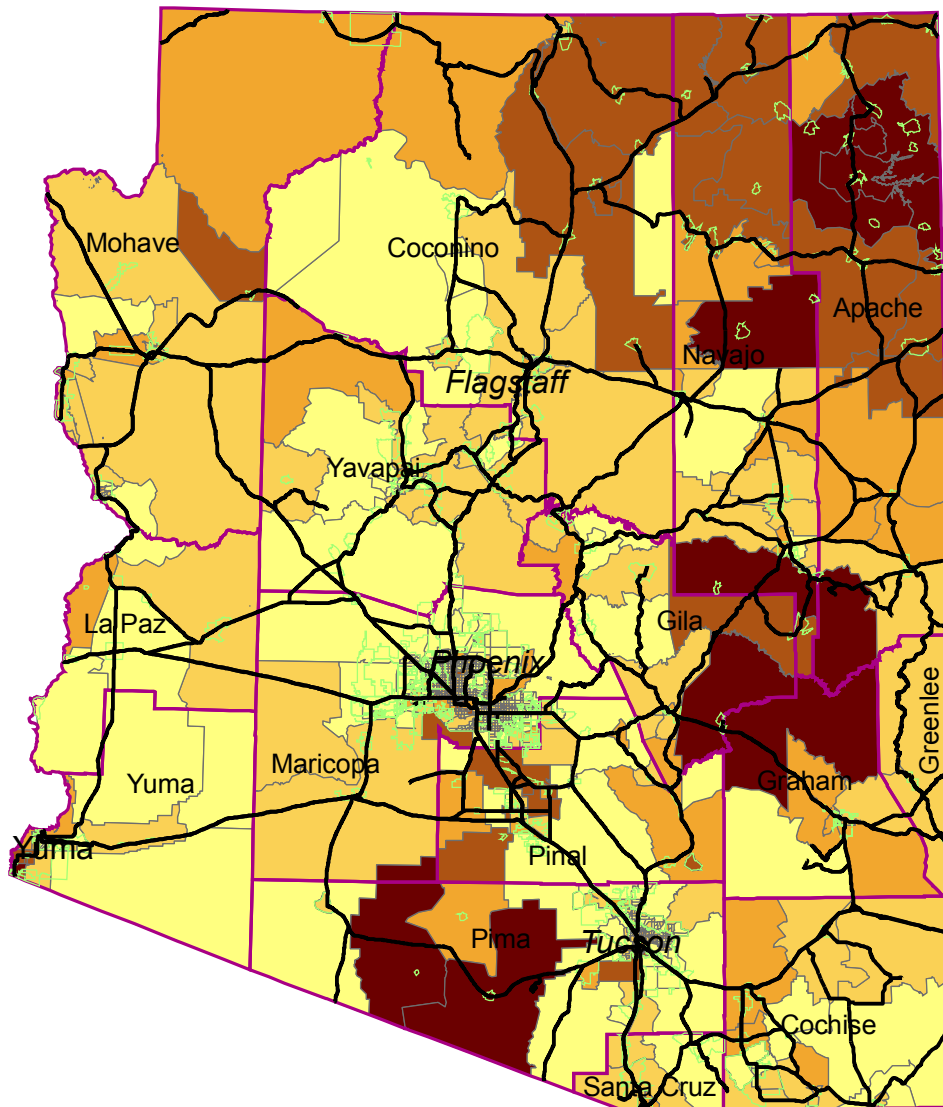 Mohave
Coconino
Apache
Navajo
Flagstaff
Yavapai
La Paz
Gila
Phoenix
Greenlee
Maricopa
Yuma
Graham
Yuma
Pinal
Pima
Tucson
Cochise
Santa Cruz